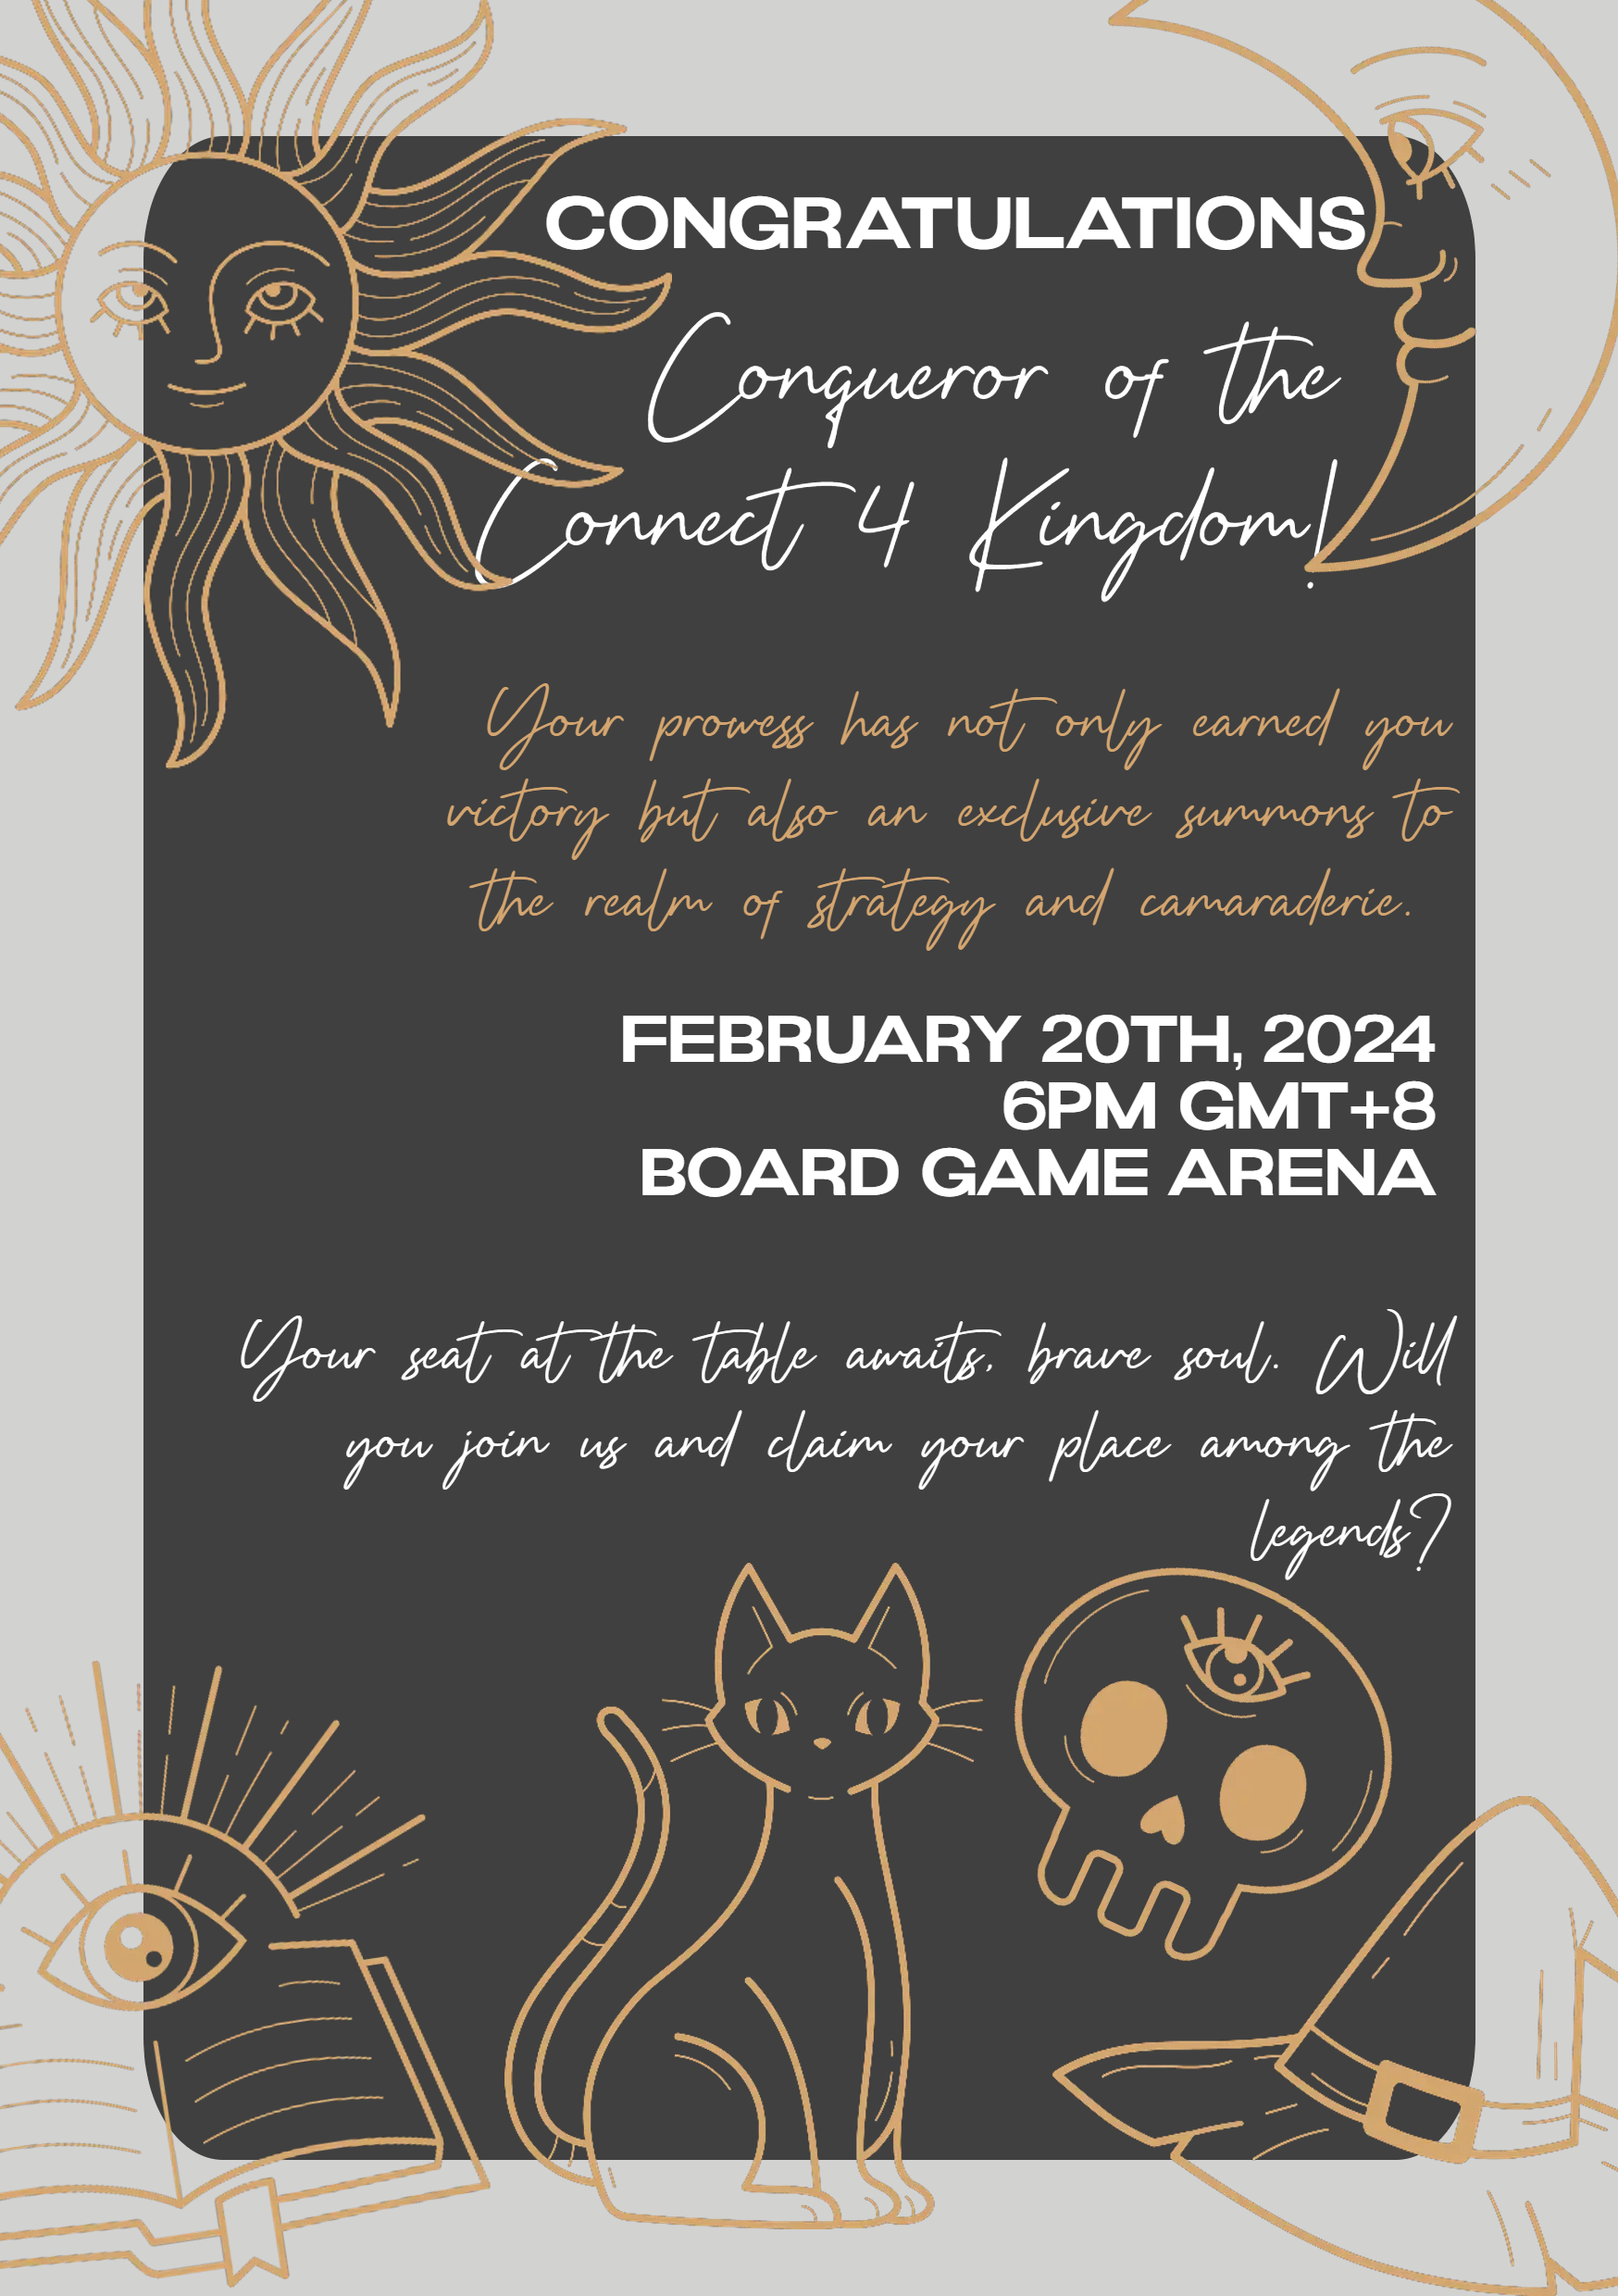 CONGRATULATIONS
Conqueror of the
Connect 4 Kingdom!
Your prowess has not only earned you
victory but also an exclusive summons to
the realm of strategy and camaraderie.
FEBRUARY 20TH, 2024
6PM GMT+8
BOARD GAME ARENA
Your seat at the table awaits, brave soul. Will
you join us and claim your place among the
legends?